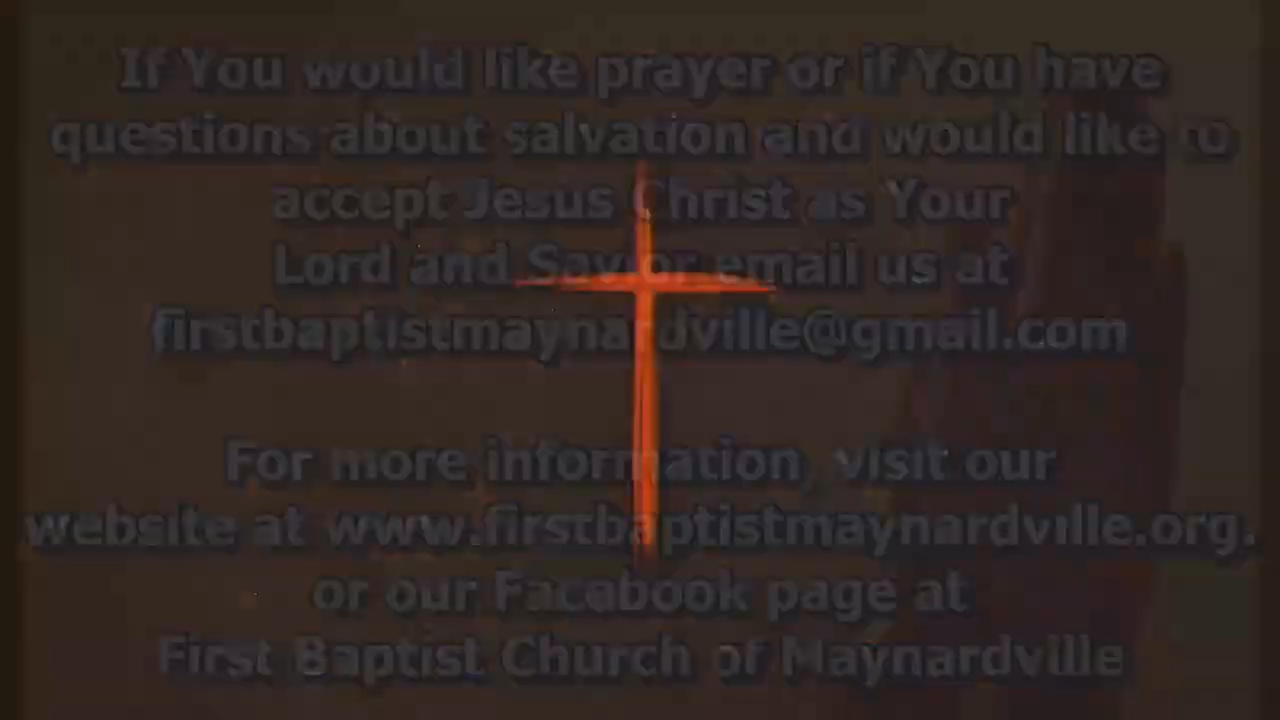 If You would like prayer or if You have
questions about salvation and would like to
accept Jesus Christ as Your
Lord and Savior email us at
firstbaptistmaynardville@gmail.com
For more information, visit our
website at www.firstbaptistmaynardville.org.
or our Facebook page at
First Baptist Church of Maynardville